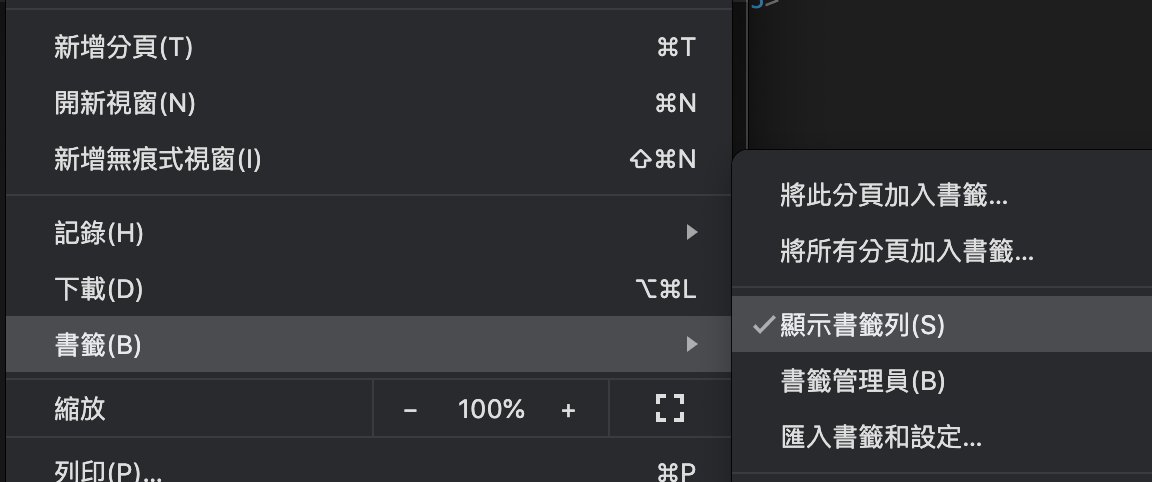 新增分頁(T) ⌘T
開新視窗(N) ⌘N
新增無痕式視窗(I) ⇧⌘N
記錄(H)
下載(D) ⌥⌘L
書籤(B)
縮放 − 100% +
列印(P)... ⌘P
將此分頁加入書籤...
將所有分頁加入書籤...
顯示書籤列(S)
書籤管理員(B)
匯入書籤和設定...